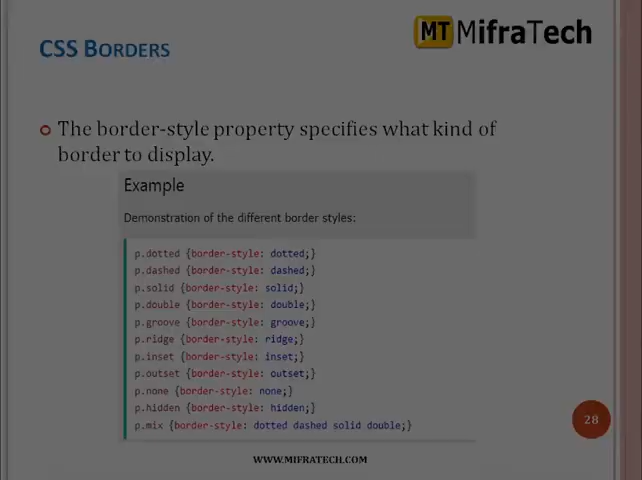 CSS BORDERS
MT MifraTech
The border-style property specifies what kind of
border to display.
Example
Demonstration of the different border styles:
p.dotted {border-style: dotted;}
p.dashed {border-style: dashed;}
p.solid {border-style: solid;}
p.double {border-style: double;}
p.groove {border-style: groove;}
p.ridge {border-style: ridge;}
p.inset {border-style: inset;}
p.outset {border-style: outset;}
p.none {border-style: none;}
p.hidden {border-style: hidden;}
p.mix {border-style: dotted dashed solid double;}
28
WWW.MIFRATECH.COM